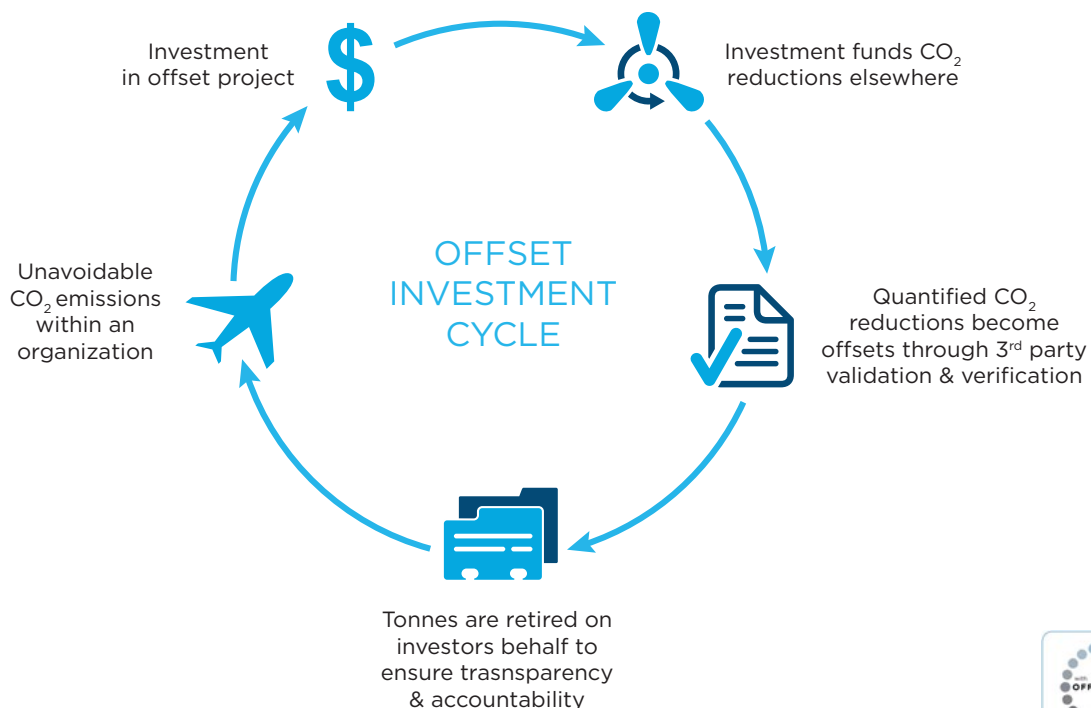 Investment
in offset project
Investment funds CO₂
reductions elsewhere
OFFSET
INVESTMENT
CYCLE
Unavoidable
CO₂ emissions
within an
organization
Quantified CO₂
reductions become
offsets through 3ʳᵈ party
validation & verification
Tonnes are retired on
investors behalf to
ensure trasnsparency
& accountability
with